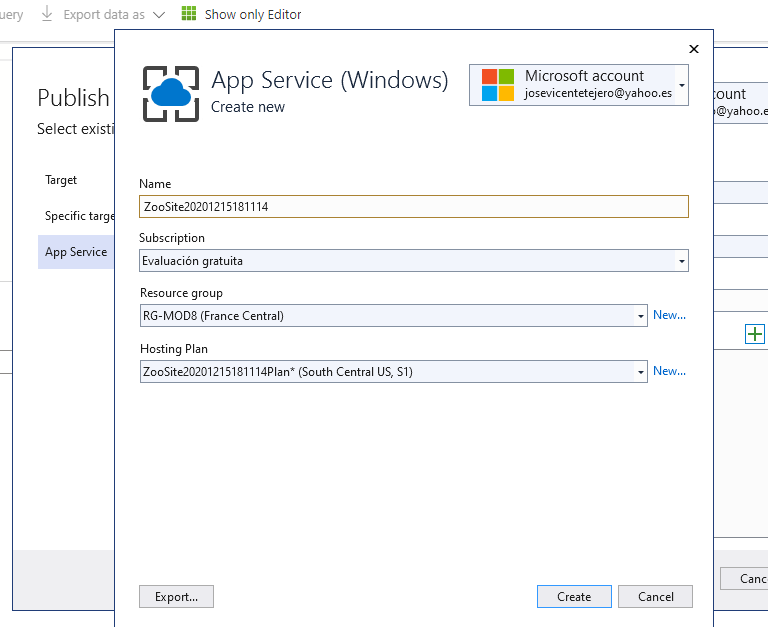 uery
Export data as
Show only Editor
Publish
Select existi
Target
Specific targe
App Service
App Service (Windows)
Create new
Microsoft account
josevicentetejero@yahoo.es
Name
ZooSite20201215181114
Subscription
Evaluación gratuita
Resource group
RG-MOD8 (France Central)
New...
Hosting Plan
ZooSite20201215181114Plan* (South Central US, S1)
New...
Export...
Create
Cancel
count
o@yahoo.e
Canc